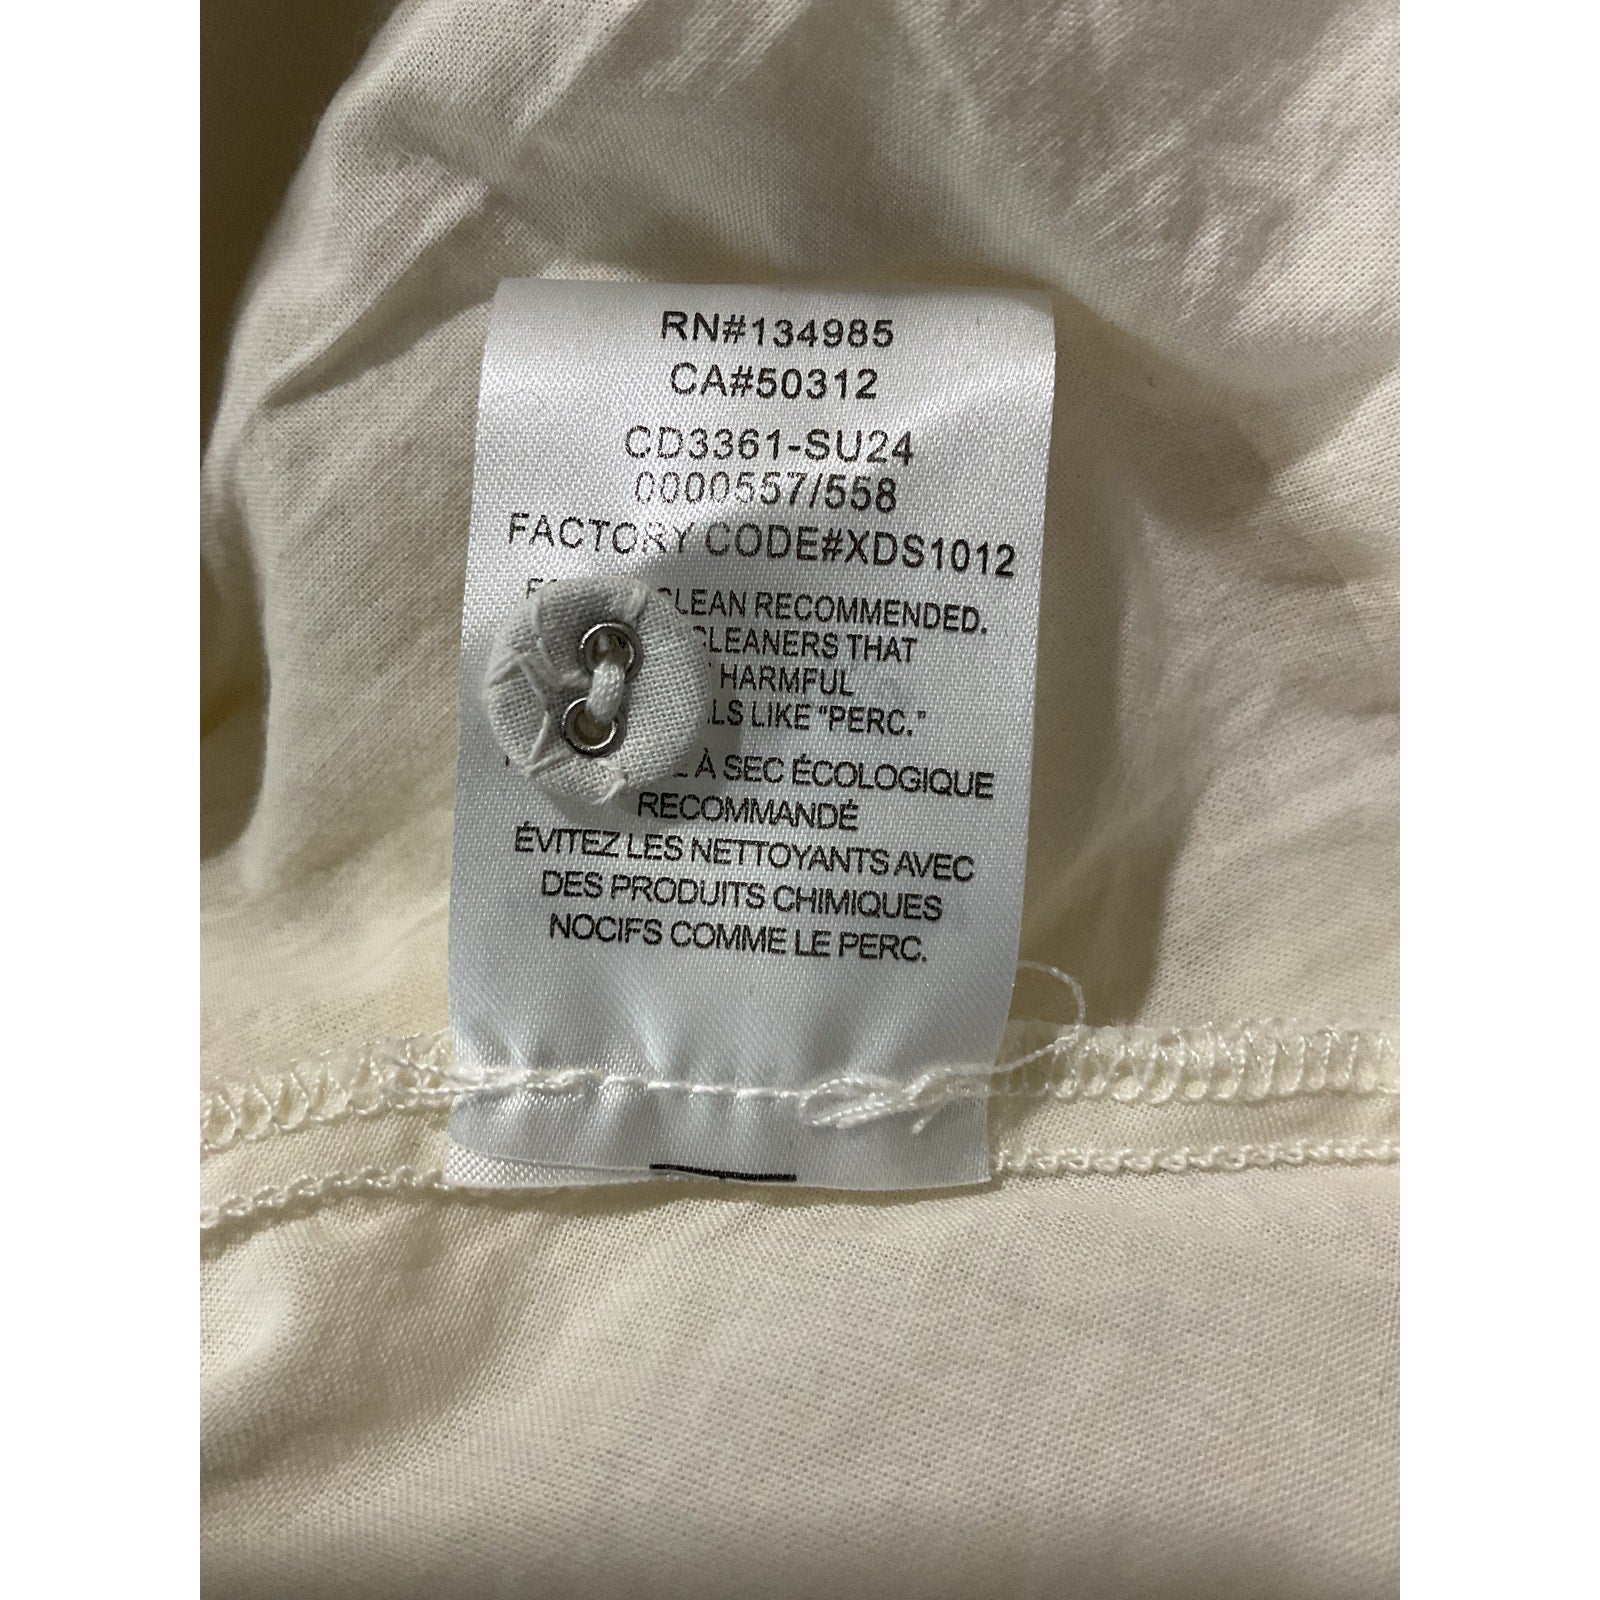 RN#134985
CA#50312
CD3361-SU24
0000557/558
FACTORY CODE#XDS1012
CLEAN RECOMMENDED.
CLEANERS THAT
HARMFUL
LIKE "PERC."
À SEC ÉCOLOGIQUE
RECOMMANDÉ
ÉVITEZ LES NETTOYANTS AVEC
DES PRODUITS CHIMIQUES
NOCIFS COMME LE PERC.